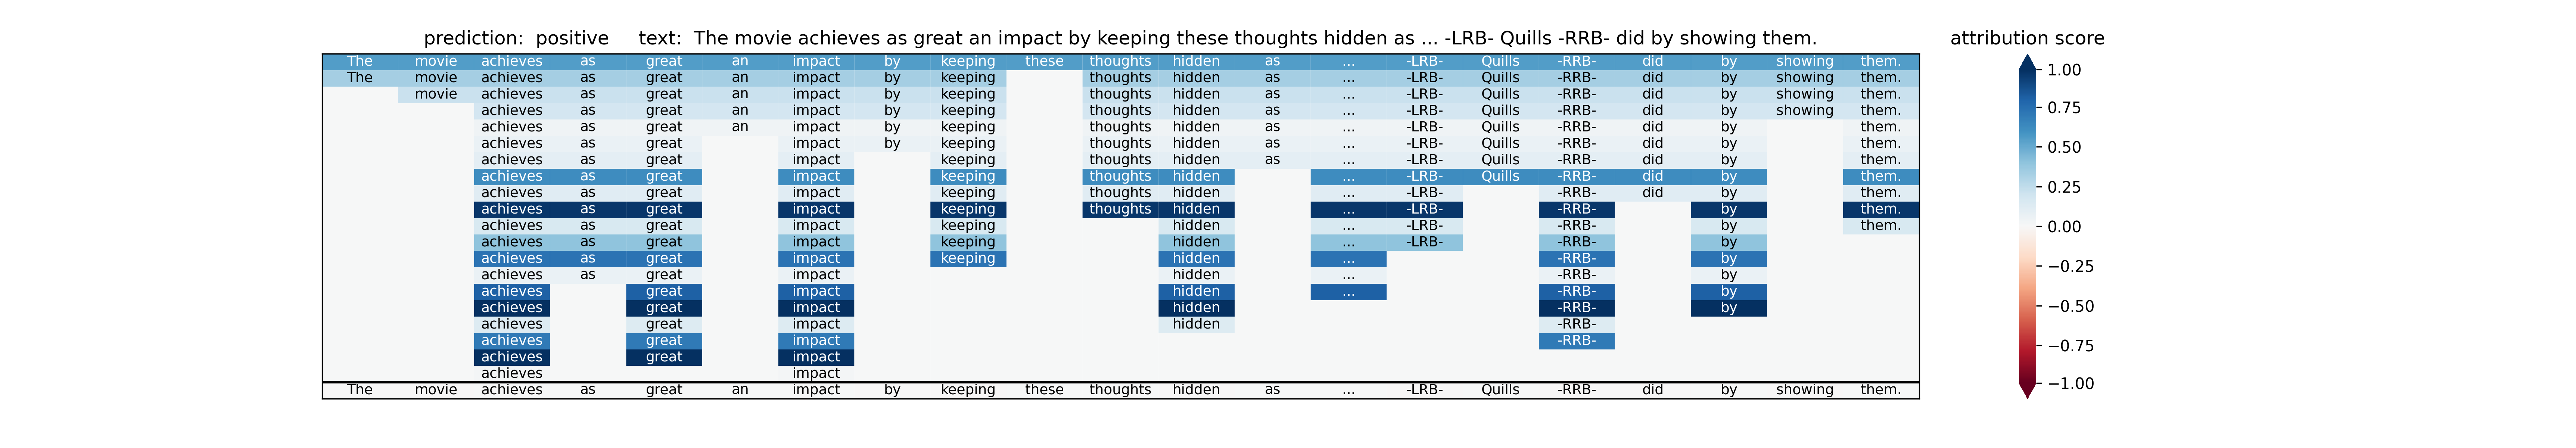 prediction:  positive     text:  The movie achieves as great an impact by keeping these thoughts hidden as ... -LRB- Quills -RRB- did by showing them.
attribution score
The movie achieves as great an impact by keeping these thoughts hidden as ... -LRB- Quills -RRB- did by showing them.
The movie achieves as great an impact by keeping thoughts hidden as ... -LRB- Quills -RRB- did by showing them.
movie achieves as great an impact by keeping thoughts hidden as ... -LRB- Quills -RRB- did by showing them.
achieves as great an impact by keeping thoughts hidden as ... -LRB- Quills -RRB- did by showing them.
achieves as great an impact by keeping thoughts hidden as ... -LRB- Quills -RRB- did by them.
achieves as great impact by keeping thoughts hidden as ... -LRB- Quills -RRB- did by them.
achieves as great impact keeping thoughts hidden as ... -LRB- Quills -RRB- did by them.
achieves as great impact keeping thoughts hidden ... -LRB- Quills -RRB- did by them.
achieves as great impact keeping thoughts hidden ... -LRB- -RRB- did by them.
achieves as great impact keeping thoughts hidden ... -LRB- -RRB- by them.
achieves as great impact keeping hidden ... -LRB- -RRB- by them.
achieves as great impact keeping hidden ... -LRB- -RRB- by
achieves as great impact keeping hidden ... -RRB- by
achieves as great impact hidden ... -RRB- by
achieves great impact hidden ... -RRB- by
achieves great impact hidden -RRB- by
achieves great impact hidden -RRB-
achieves great impact -RRB-
achieves great impact
achieves impact
The movie achieves as great an impact by keeping these thoughts hidden as ... -LRB- Quills -RRB- did by showing them.
1.00
0.75
0.50
0.25
0.00
−0.25
−0.50
−0.75
−1.00